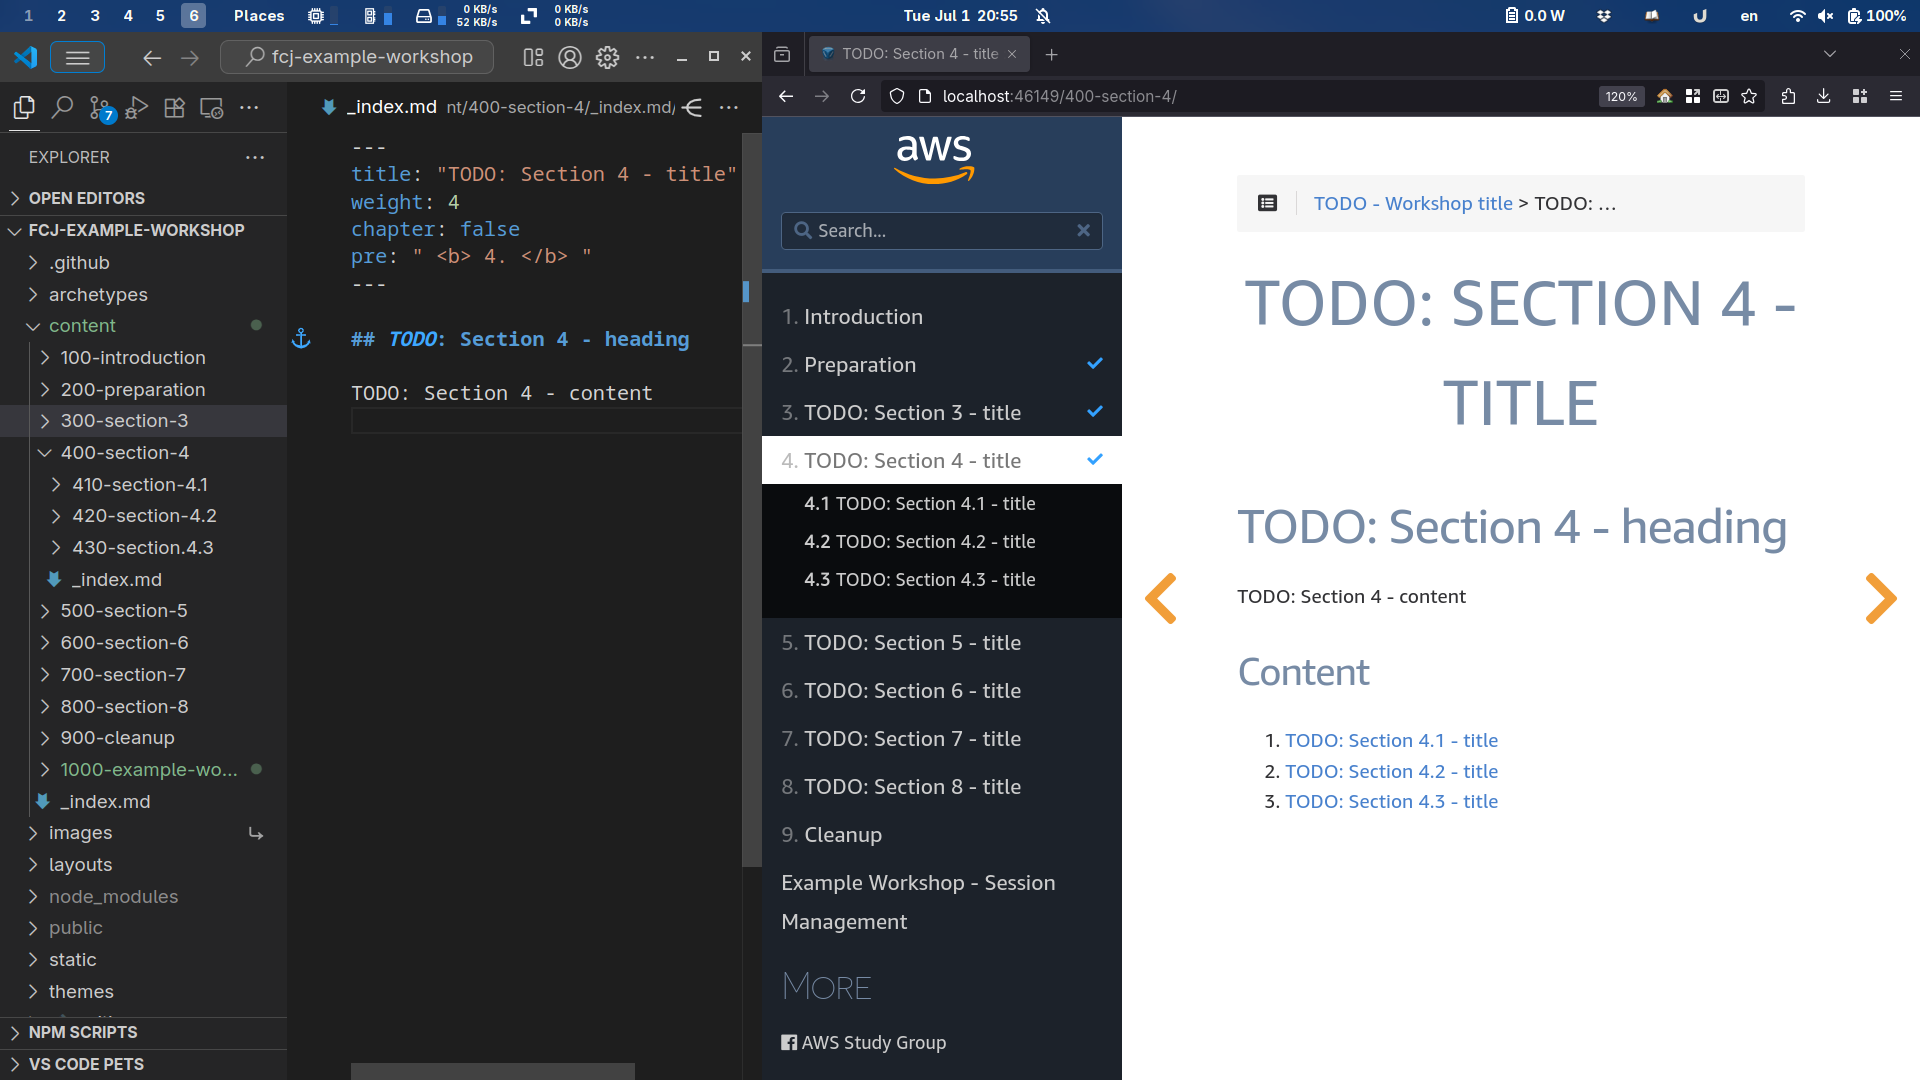 1 2 3 4 5 6 Places 0 KB/s 52 KB/s 0 KB/s 0 KB/s Tue Jul 1 20:55 0.0 W en 100%
fcj-example-workshop
7
EXPLORER
OPEN EDITORS
FCJ-EXAMPLE-WORKSHOP
.github
archetypes
content
100-introduction
200-preparation
300-section-3
400-section-4
410-section-4.1
420-section-4.2
430-section.4.3
_index.md
500-section-5
600-section-6
700-section-7
800-section-8
900-cleanup
1000-example-wo...
_index.md
images
layouts
node_modules
public
static
themes
NPM SCRIPTS
VS CODE PETS
_index.md nt/400-section-4/_index.md/
---
title: "TODO: Section 4 - title"
weight: 4
chapter: false
pre: " <b> 4. </b> "
---
## TODO: Section 4 - heading
TODO: Section 4 - content
TODO: Section 4 - title
localhost:46149/400-section-4/
120%
aws
Search...
1. Introduction
2. Preparation
3. TODO: Section 3 - title
4. TODO: Section 4 - title
4.1 TODO: Section 4.1 - title
4.2 TODO: Section 4.2 - title
4.3 TODO: Section 4.3 - title
5. TODO: Section 5 - title
6. TODO: Section 6 - title
7. TODO: Section 7 - title
8. TODO: Section 8 - title
9. Cleanup
Example Workshop - Session
Management
MORE
AWS Study Group
TODO - Workshop title > TODO: ...
TODO: SECTION 4 -
TITLE
TODO: Section 4 - heading
TODO: Section 4 - content
Content
1. TODO: Section 4.1 - title
2. TODO: Section 4.2 - title
3. TODO: Section 4.3 - title